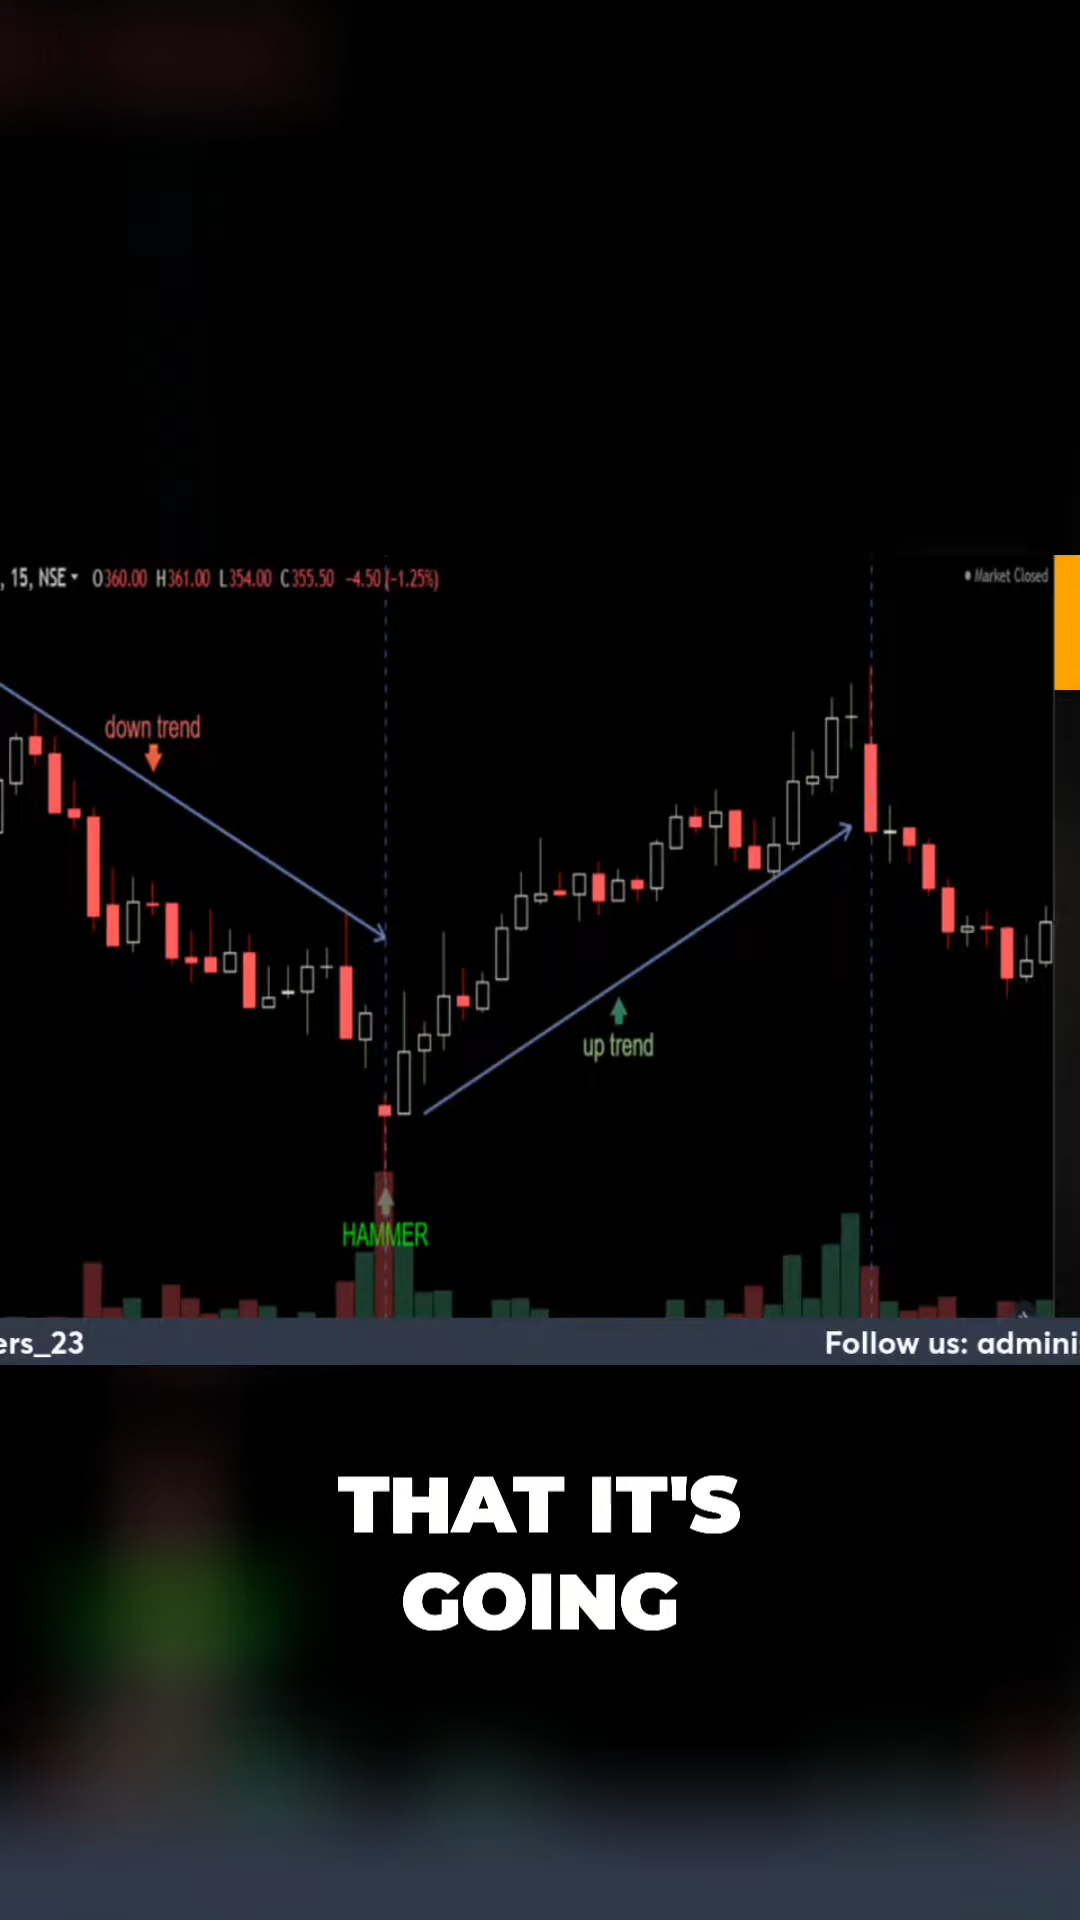 , 15, NSE O360.00 H361.00 L354.00 C355.50 −4.50 (−1.25%)
Market Closed
down trend
up trend
HAMMER
ers_23
Follow us: admini
THAT IT'S
GOING